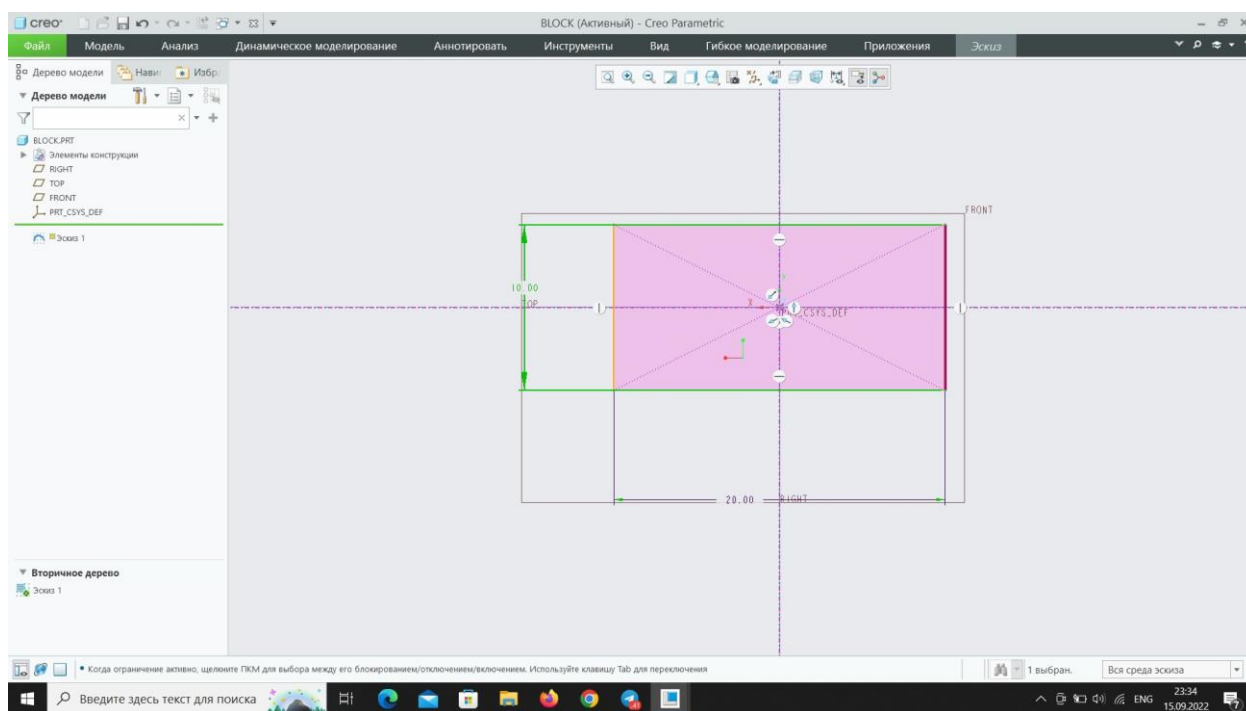 creo·
BLOCK (Активный) - Creo Parametric
Файл Модель Анализ Динамическое моделирование Аннотировать Инструменты Вид Гибкое моделирование Приложения Эскиз
Дерево модели Нави Избр
Дерево модели
BLOCK.PRT
Элементы конструкции
RIGHT
TOP
FRONT
PRT_CSYS_DEF
Эскиз 1
FRONT
Y
10.00
TOP
X
CSYS_DEF
20.00
RIGHT
Вторичное дерево
Эскиз 1
• Когда ограничение активно, щелкните ПКМ для выбора между его блокированием/отключением/включением. Используйте клавишу Tab для переключения
1 выбран.
Вся среда эскиза
Введите здесь текст для поиска
ENG
23:34
15.09.2022
7